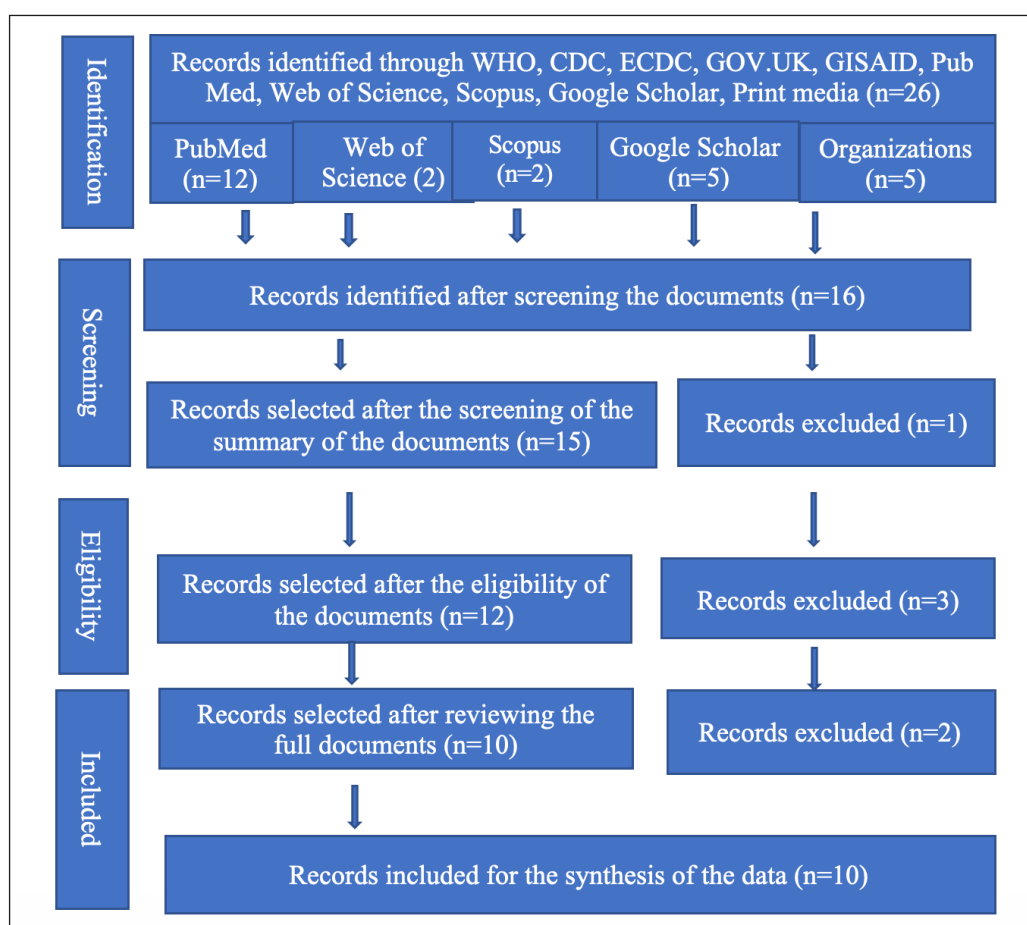 Identification
Records identified through WHO, CDC, ECDC, GOV.UK, GISAID, Pub
Med, Web of Science, Scopus, Google Scholar, Print media (n=26)
PubMed
(n=12)
Web of
Science (2)
Scopus
(n=2)
Google Scholar
(n=5)
Organizations
(n=5)
Screening
Records identified after screening the documents (n=16)
Records selected after the screening of the
summary of the documents (n=15)
Records excluded (n=1)
Eligibility
Records selected after the eligibility of
the documents (n=12)
Records excluded (n=3)
Included
Records selected after reviewing the
full documents (n=10)
Records excluded (n=2)
Records included for the synthesis of the data (n=10)